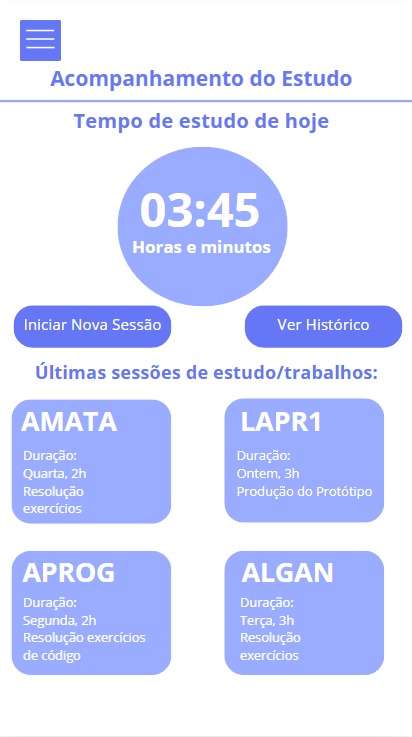 Acompanhamento do Estudo
Tempo de estudo de hoje
03:45
Horas e minutos
Iniciar Nova Sessão
Ver Histórico
Últimas sessões de estudo/trabalhos:
AMATA
Duração:
Quarta, 2h
Resolução
exercícios
LAPR1
Duração:
Ontem, 3h
Produção do Protótipo
APROG
Duração:
Segunda, 2h
Resolução exercícios
de código
ALGAN
Duração:
Terça, 3h
Resolução
exercícios